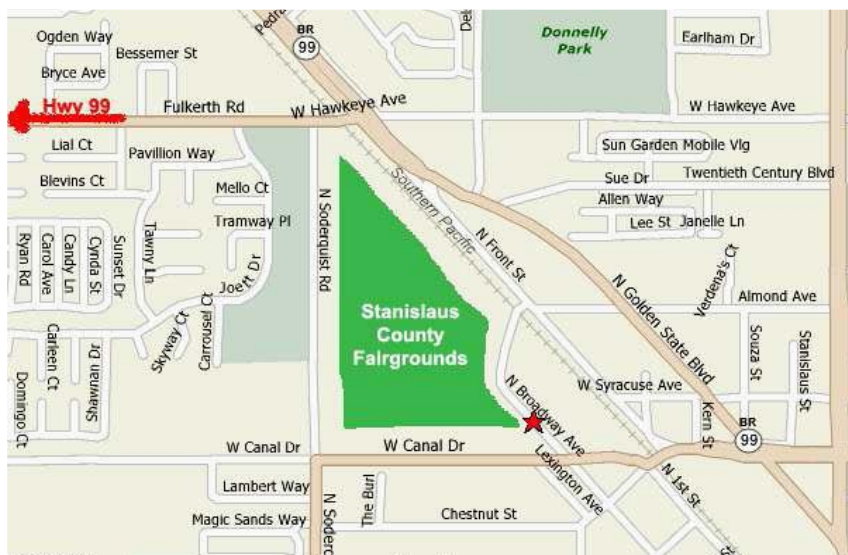 Ogden Way
Bessemer St
Bryce Ave
Hwy 99
Fulkerth Rd
W Hawkeye Ave
BR
99
Donnelly
Park
Earlham Dr
W Hawkeye Ave
Lial Ct
Pavillion Way
Blevins Ct
Mello Ct
Tramway Pl
Joett Dr
Tawny Ln
Sunset Dr
Cynda St
Candy Ln
Carol Ave
Ryan Rd
Skyway Ct
Carrousel Ct
Carleen Ct
Shawnan Dr
Domingo Ct
N Soderquist Rd
Southern Pacific
N Front St
Sun Garden Mobile Vlg
Sue Dr
Twentieth Century Blvd
Allen Way
Lee St
Janelle Ln
Verdena's Ct
N Golden State Blvd
Almond Ave
Souza St
Stanislaus St
Stanislaus
County
Fairgrounds
N Broadway Ave
W Syracuse Ave
Kern St
BR
99
W Canal Dr
W Canal Dr
Lexington Ave
N 1st St
Lambert Way
The Burl
Magic Sands Way
Chestnut St